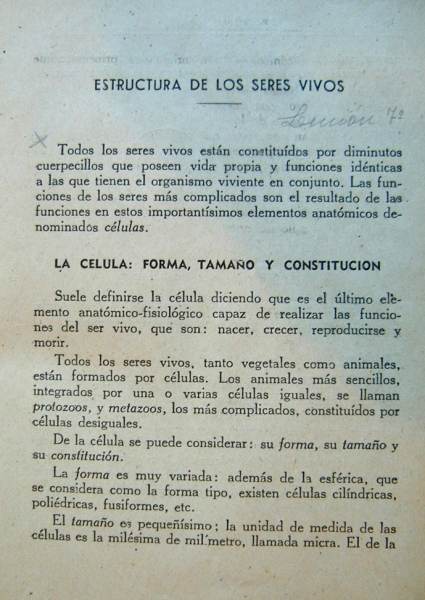 ESTRUCTURA DE LOS SERES VIVOS
Lección 7ª
Todos los seres vivos están constituídos por diminutos
cuerpecillos que poseen vida propia y funciones idénticas
a las que tienen el organismo viviente en conjunto. Las fun-
ciones de los seres más complicados son el resultado de las
funciones en estos importantísimos elementos anatómicos de-
nominados células.
LA CELULA: FORMA, TAMAÑO Y CONSTITUCION
Suele definirse la célula diciendo que es el último ele-
mento anatómico-fisiológico capaz de realizar las funcio-
nes del ser vivo, que son: nacer, crecer, reproducirse y
morir.
Todos los seres vivos, tanto vegetales como animales,
están formados por células. Los animales más sencillos,
integrados por una o varias células iguales, se llaman
protozoos, y metazoos, los más complicados, constituídos por
células desiguales.
De la célula se puede considerar: su forma, su tamaño y
su constitución.
La forma es muy variada: además de la esférica, que
se considera como la forma tipo, existen células cilíndricas,
poliédricas, fusiformes, etc.
El tamaño es pequeñísimo; la unidad de medida de las
células es la milésima de milímetro, llamada micra. El de la